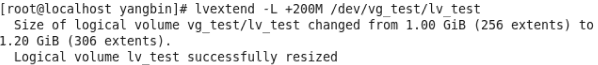 [root@localhost yangbin]# lvextend -L +200M /dev/vg_test/lv_test
  Size of logical volume vg_test/lv_test changed from 1.00 GiB (256 extents) to
1.20 GiB (306 extents).
  Logical volume lv_test successfully resized